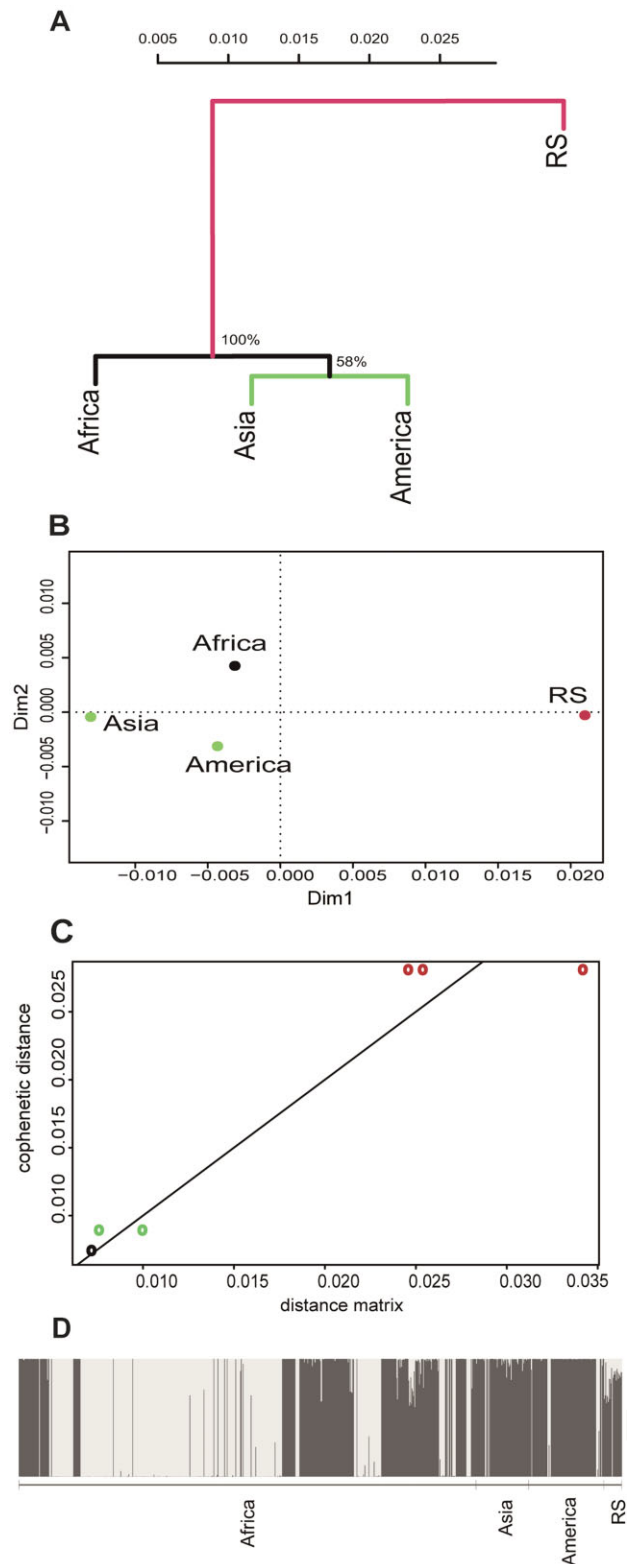 A
0.005 0.010 0.015 0.020 0.025
RS
100%
58%
Africa
Asia
America
B
0.010
0.005
0.000
−0.005
−0.010
Dim2
Africa
RS
Asia
America
−0.010 −0.005 0.000 0.005 0.010 0.015 0.020
Dim1
C
0.025
0.020
0.015
0.010
cophenetic distance
0.010 0.015 0.020 0.025 0.030 0.035
distance matrix
D
Africa
Asia
America
RS